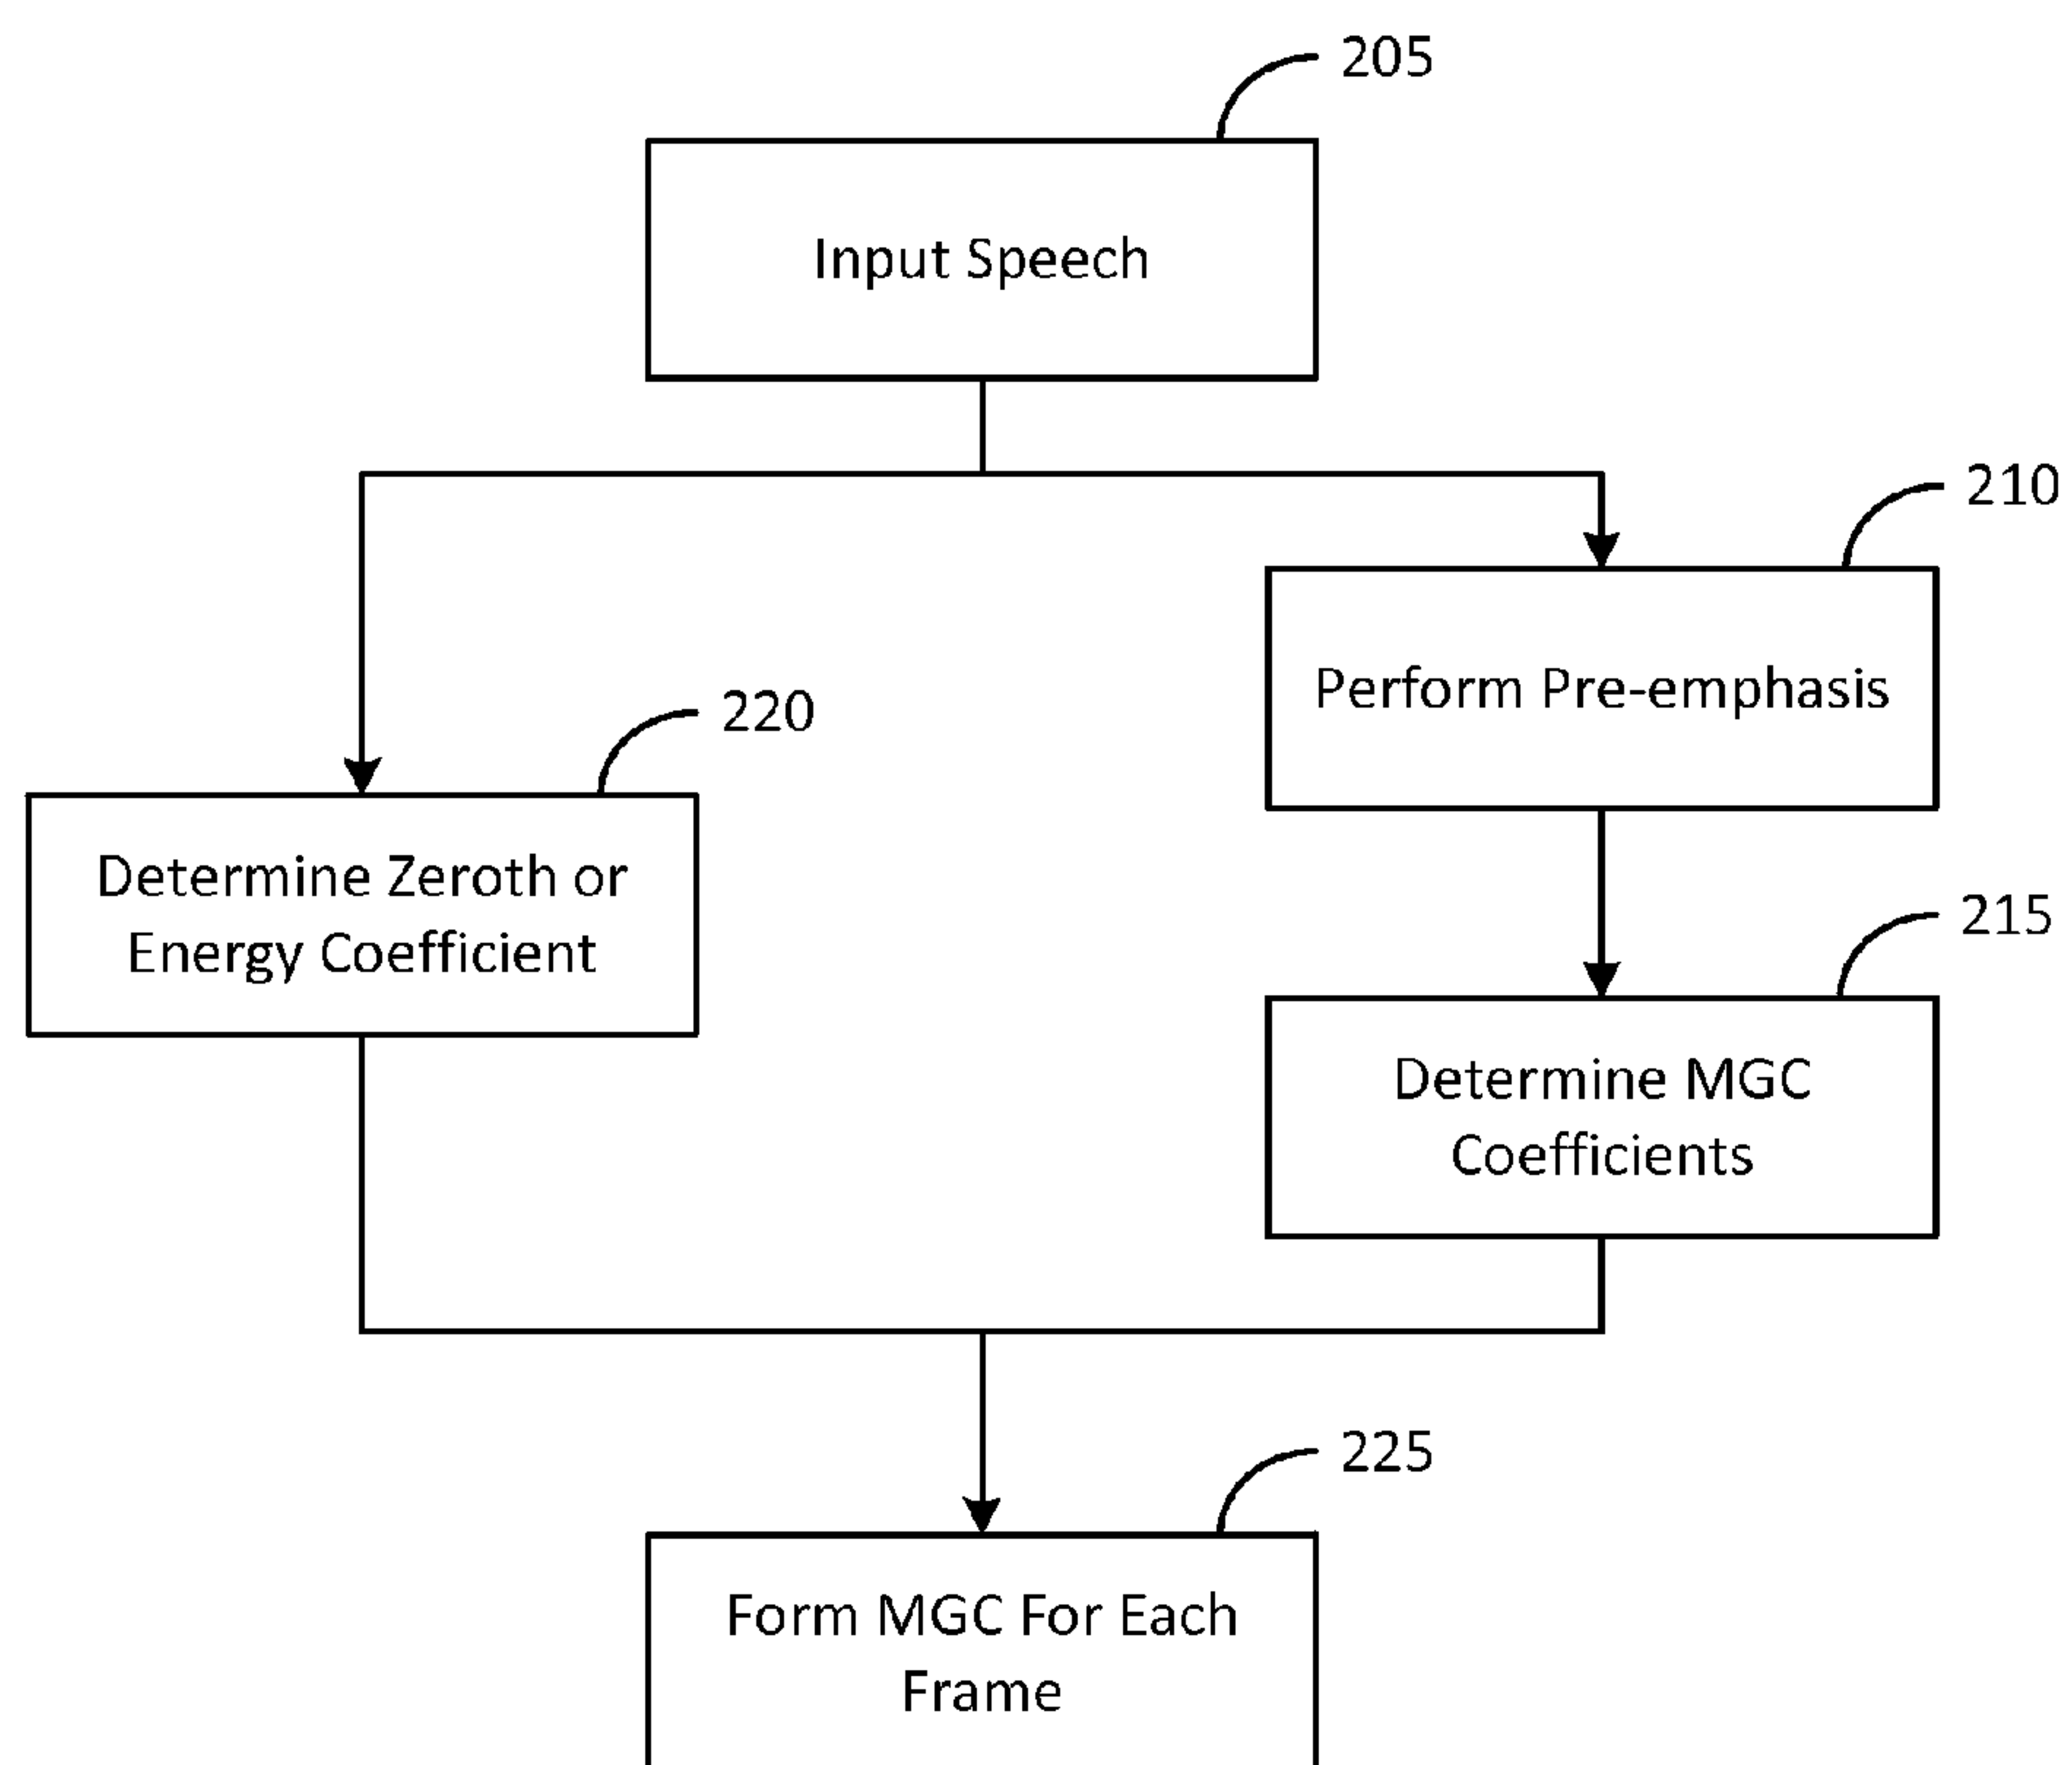 205
Input Speech
210
Perform Pre-emphasis
220
Determine Zeroth or
Energy Coefficient
215
Determine MGC
Coefficients
225
Form MGC For Each
Frame